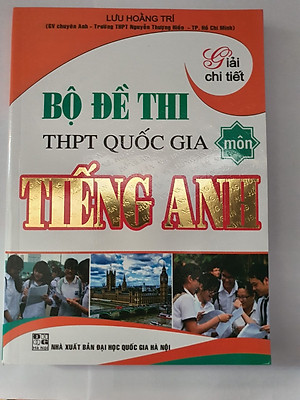 LƯU HOẰNG TRÍ
(GV chuyên Anh - Trường THPT Nguyễn Thượng Hiền - TP. Hồ Chí Minh)
Giải
chi tiết
BỘ ĐỀ THI
THPT QUỐC GIA
môn
TIẾNG ANH
NHÀ XUẤT BẢN ĐẠI HỌC QUỐC GIA HÀ NỘI